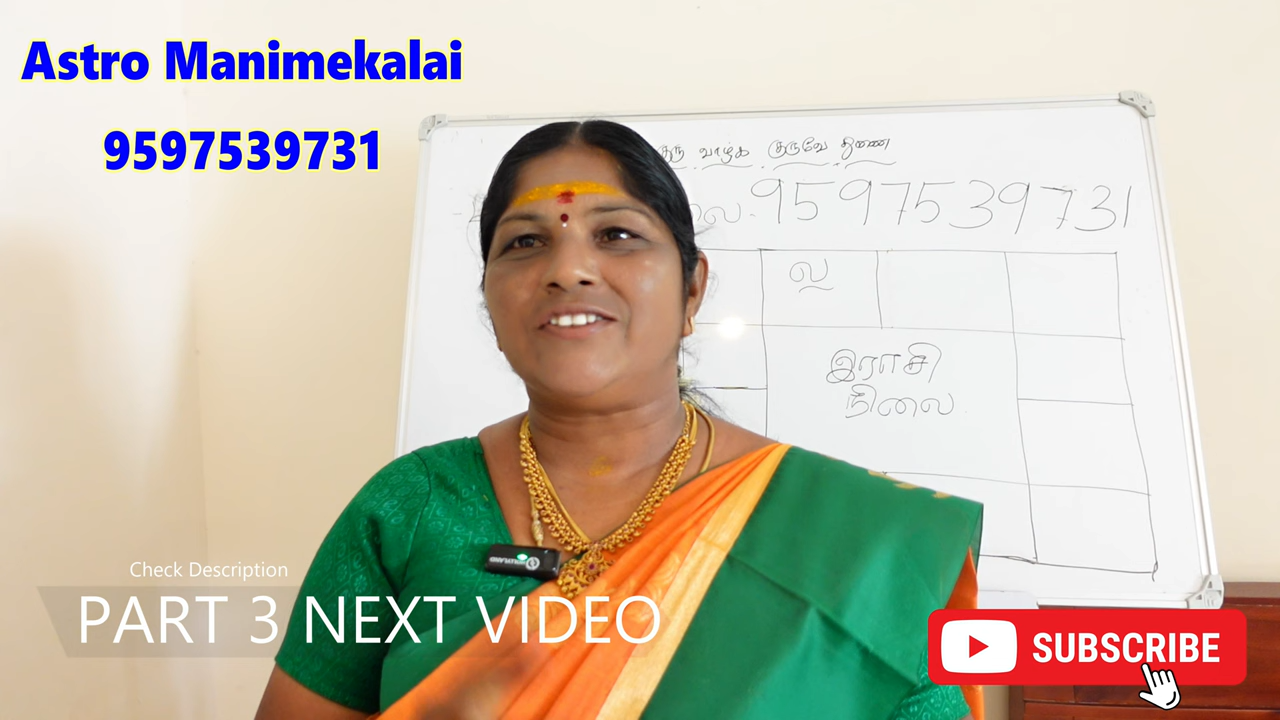 Astro Manimekalai
9597539731
குரு வாழ்க குருவே துணை
லை - 9597539731
ல
இராசி
நிலை
Check Description
PART 3 NEXT VIDEO
SUBSCRIBE